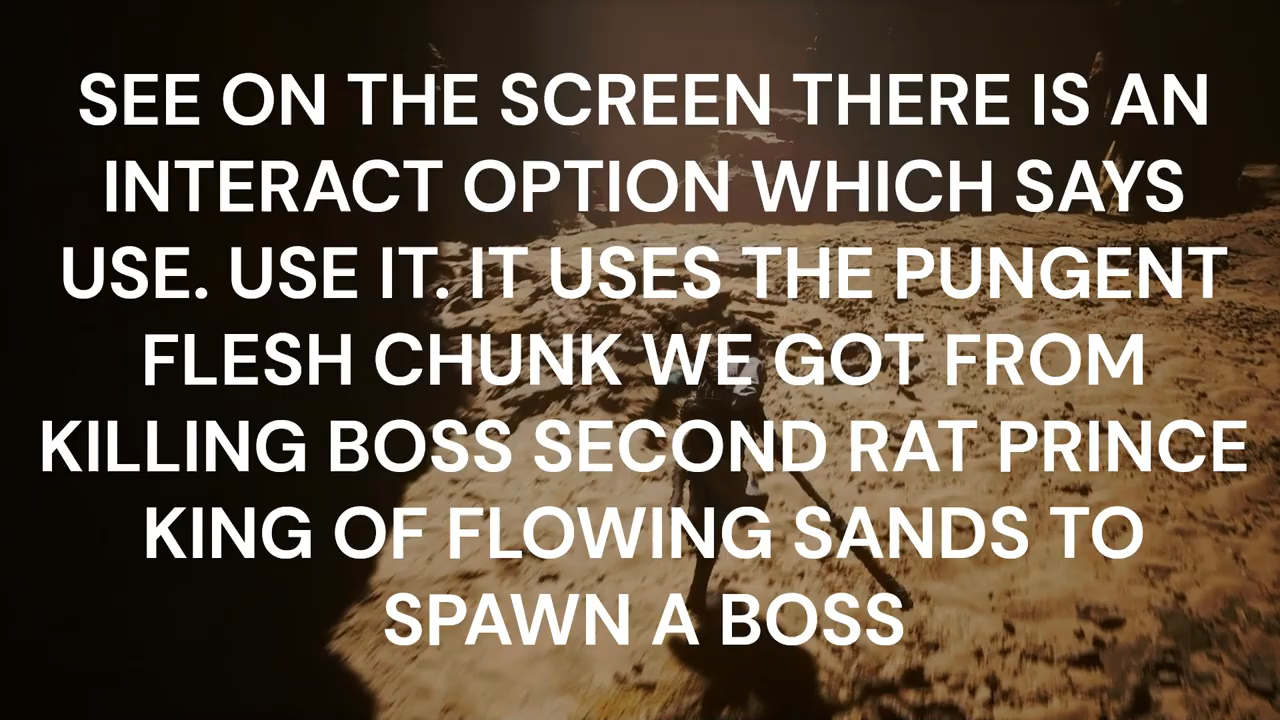 SEE ON THE SCREEN THERE IS AN
INTERACT OPTION WHICH SAYS
USE. USE IT. IT USES THE PUNGENT
FLESH CHUNK WE GOT FROM
KILLING BOSS SECOND RAT PRINCE
KING OF FLOWING SANDS TO
SPAWN A BOSS